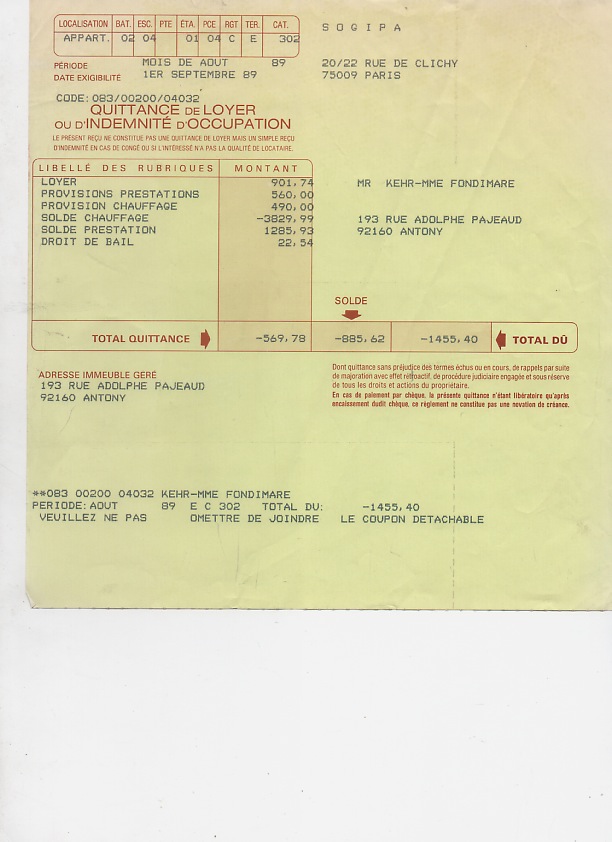 LOCALISATION BAT. ESC. PTE ÉTA. PCE RGT TER. CAT.
APPART. 02 04 01 04 C E 302
S O G I P A
PÉRIODE MOIS DE AOUT 89
DATE EXIGIBILITÉ 1ER SEPTEMBRE 89
20/22 RUE DE CLICHY
75009 PARIS
CODE: 083/00200/04032
QUITTANCE DE LOYER
OU D'INDEMNITÉ D'OCCUPATION
LE PRÉSENT REÇU NE CONSTITUE PAS UNE QUITTANCE DE LOYER MAIS UN SIMPLE REÇU
D'INDEMNITÉ EN CAS DE CONGÉ OU SI L'INTÉRESSÉ N'A PAS LA QUALITÉ DE LOCATAIRE.
LIBELLÉ DES RUBRIQUES MONTANT
LOYER 901,74
PROVISIONS PRESTATIONS 560,00
PROVISION CHAUFFAGE 490,00
SOLDE CHAUFFAGE -3829,99
SOLDE PRESTATION 1285,93
DROIT DE BAIL 22,54
MR KEHR-MME FONDIMARE
193 RUE ADOLPHE PAJEAUD
92160 ANTONY
SOLDE
TOTAL QUITTANCE -569,78 -885,62 -1455,40 TOTAL DÛ
ADRESSE IMMEUBLE GERÉ
193 RUE ADOLPHE PAJEAUD
92160 ANTONY
Dont quittance sans préjudice des termes échus ou en cours, de rappels par suite
de majoration avec effet rétroactif, de procédure judiciaire engagée et sous réserve
de tous les droits et actions du propriétaire.
En cas de paiement par chèque, la présente quittance n'étant libératoire qu'après
encaissement dudit chèque, ce règlement ne constitue pas une novation de créance.
**083 00200 04032 KEHR-MME FONDIMARE
PERIODE:AOUT 89 E C 302 TOTAL DU: -1455,40
VEUILLEZ NE PAS OMETTRE DE JOINDRE LE COUPON DETACHABLE